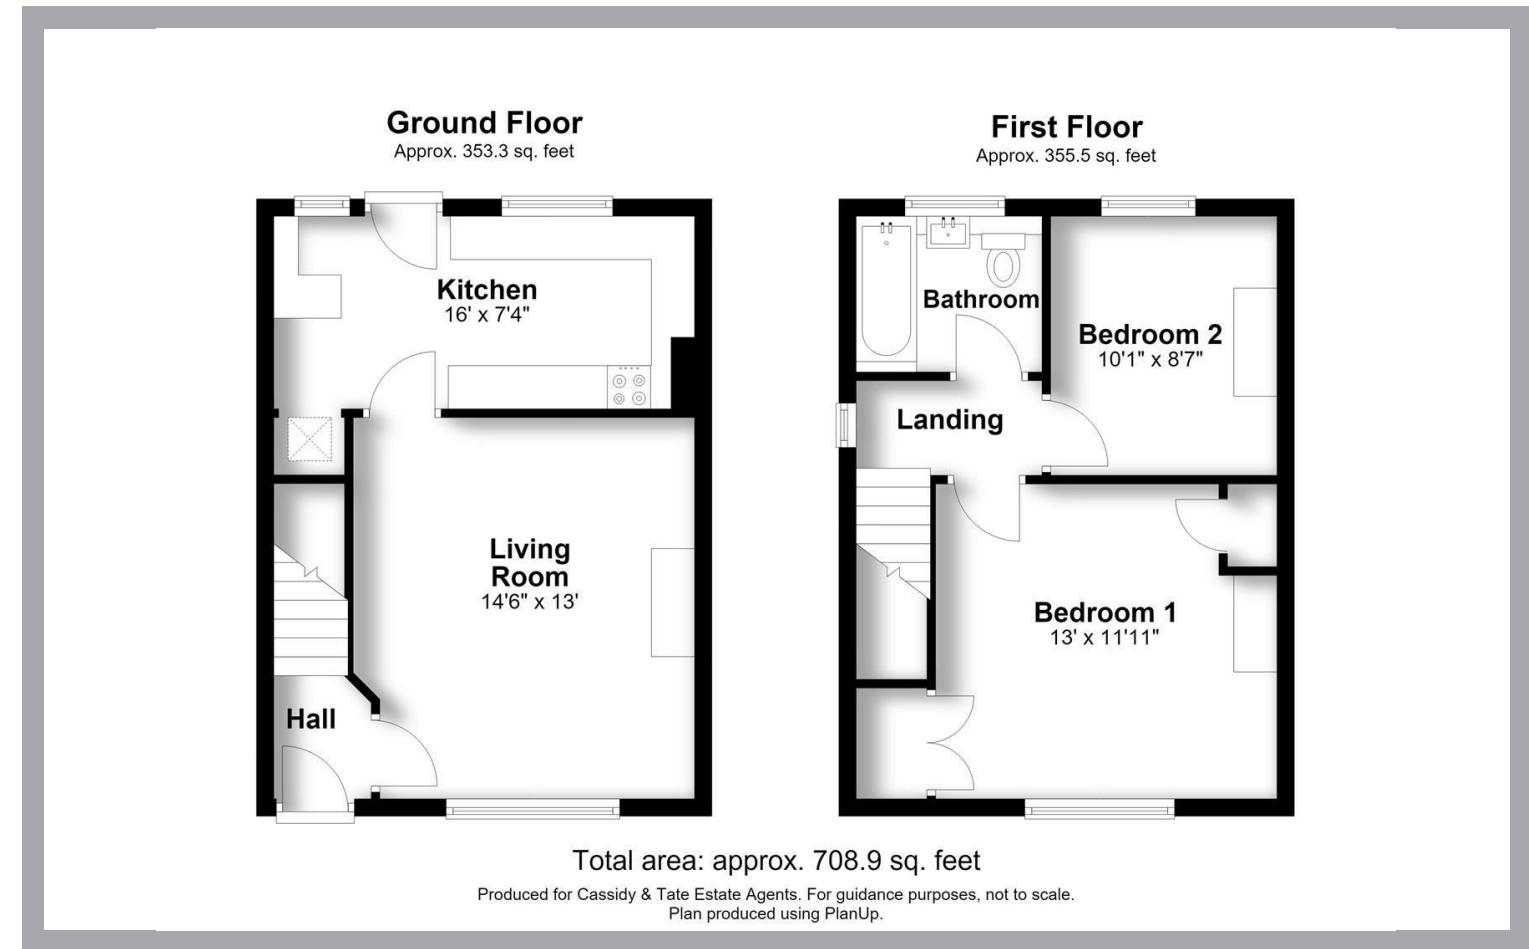 Ground Floor
Approx. 353.3 sq. feet
Kitchen
16' x 7'4"
Living
Room
14'6" x 13'
Hall
First Floor
Approx. 355.5 sq. feet
Bathroom
Bedroom 2
10'1" x 8'7"
Landing
Bedroom 1
13' x 11'11"
Total area: approx. 708.9 sq. feet
Produced for Cassidy & Tate Estate Agents. For guidance purposes, not to scale.
Plan produced using PlanUp.